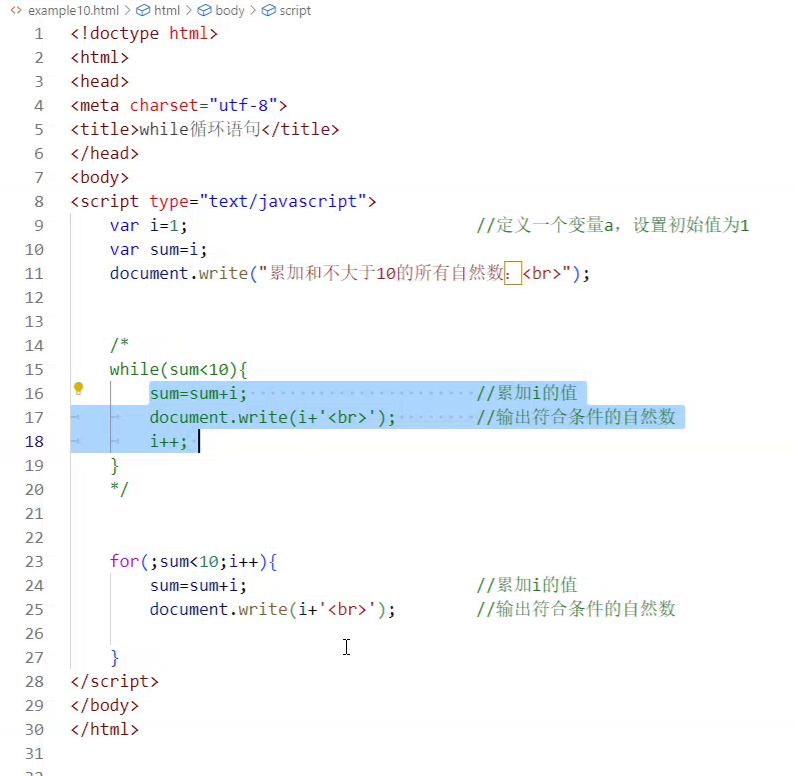 example10.html > html > body > script
1 <!doctype html>
2 <html>
3 <head>
4 <meta charset="utf-8">
5 <title>while循环语句</title>
6 </head>
7 <body>
8 <script type="text/javascript">
9 var i=1; //定义一个变量a，设置初始值为1
10 var sum=i;
11 document.write("累加和不大于10的所有自然数：<br>");
12
13
14 /*
15 while(sum<10){
16 sum=sum+i; //累加i的值
17 document.write(i+'<br>'); //输出符合条件的自然数
18 i++;
19 }
20 */
21
22
23 for(;sum<10;i++){
24 sum=sum+i; //累加i的值
25 document.write(i+'<br>'); //输出符合条件的自然数
26
27 }
28 </script>
29 </body>
30 </html>
31